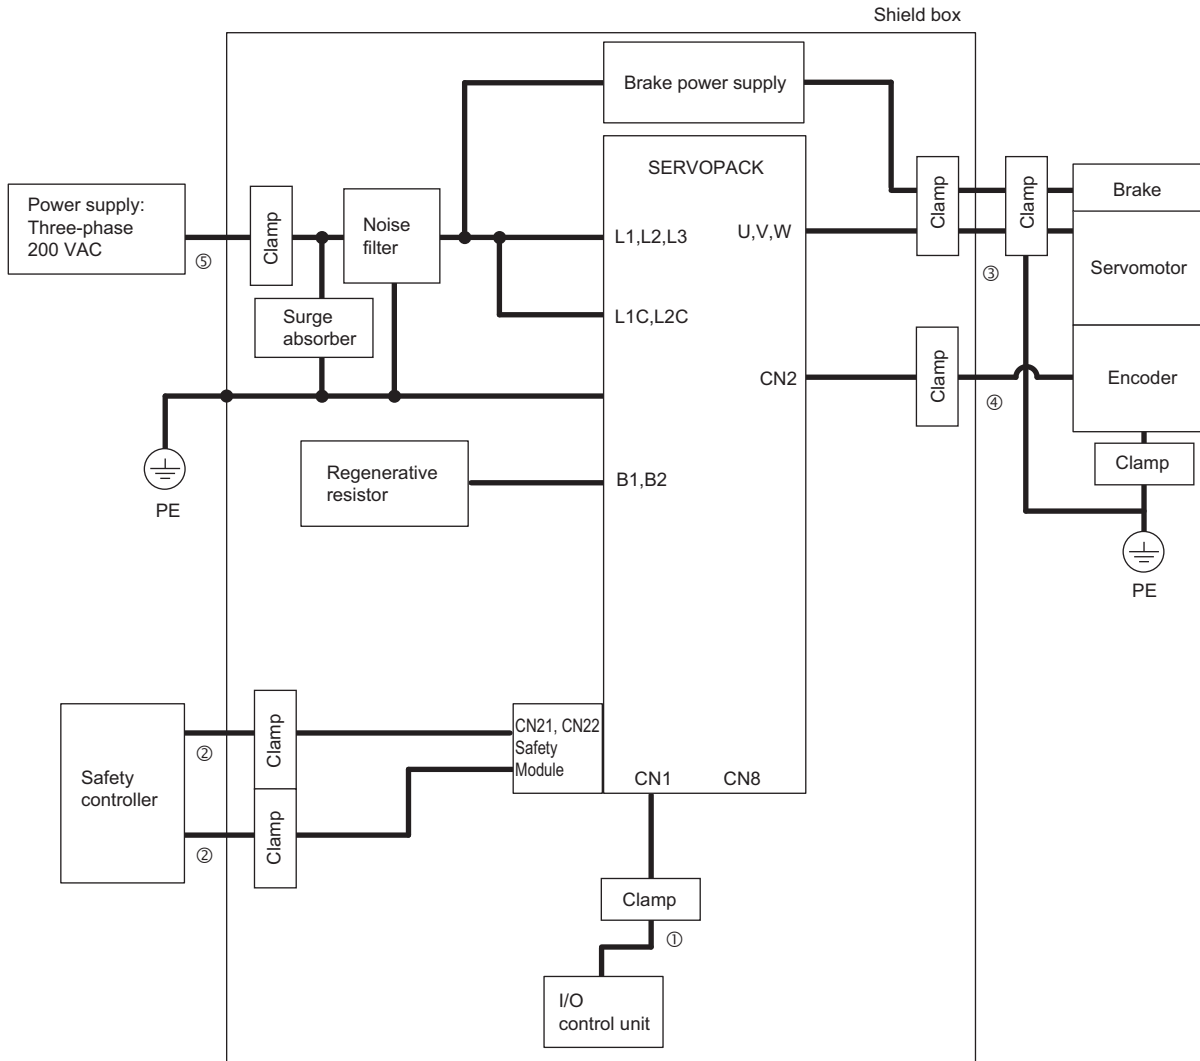 Shield box
Brake power supply
SERVOPACK
Power supply:
Three-phase
200 VAC
⑤
Clamp
Noise
filter
L1,L2,L3
U,V,W
Clamp
Clamp
Brake
③
Servomotor
Surge
absorber
L1C,L2C
CN2
Clamp
④
Encoder
Clamp
PE
Regenerative
resistor
B1,B2
PE
Safety
controller
②
Clamp
②
Clamp
CN21, CN22
Safety
Module
CN1
CN8
Clamp
①
I/O
control unit